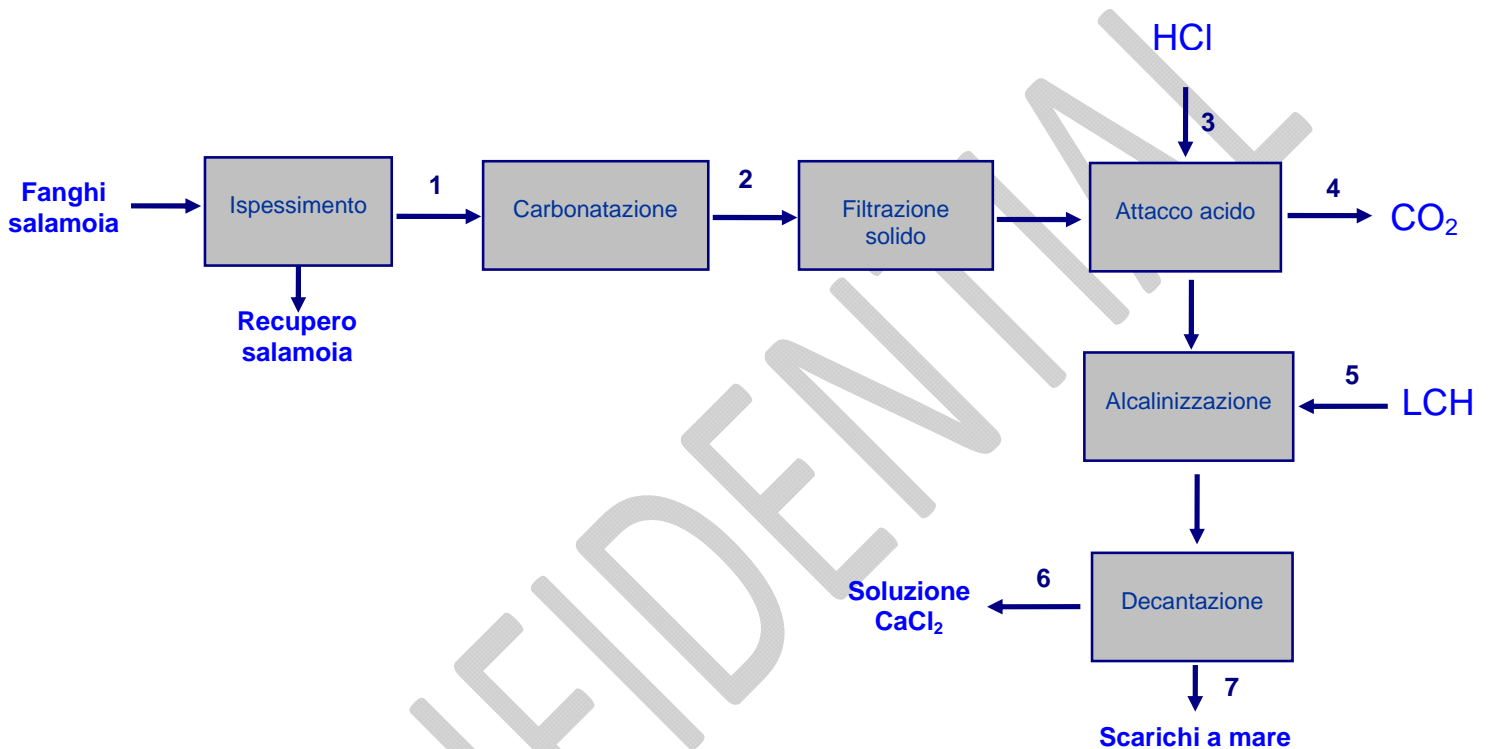 HCl
3
Fanghi
salamoia
Ispessimento
1
Carbonatazione
2
Filtrazione
solido
Attacco acido
4
CO₂
Recupero
salamoia
Alcalinizzazione
5
LCH
Soluzione
CaCl₂
6
Decantazione
7
Scarichi a mare